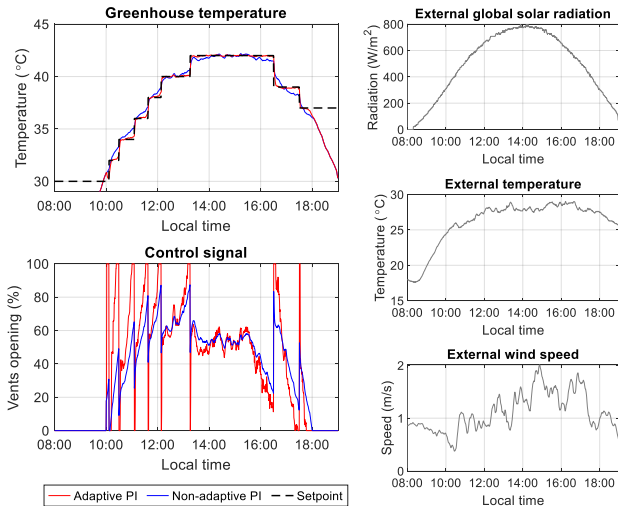 Greenhouse temperature
Temperature (°C)
45
40
35
30
08:00 10:00 12:00 14:00 16:00 18:00
Local time
Control signal
Vents opening (%)
100
80
60
40
20
0
08:00 10:00 12:00 14:00 16:00 18:00
Local time
Adaptive PI Non-adaptive PI Setpoint
External global solar radiation
Radiation (W/m²)
800
600
400
200
0
08:00 10:00 12:00 14:00 16:00 18:00
Local time
External temperature
Temperature (°C)
30
25
20
15
08:00 10:00 12:00 14:00 16:00 18:00
Local time
External wind speed
Speed (m/s)
2
1
0
08:00 10:00 12:00 14:00 16:00 18:00
Local time